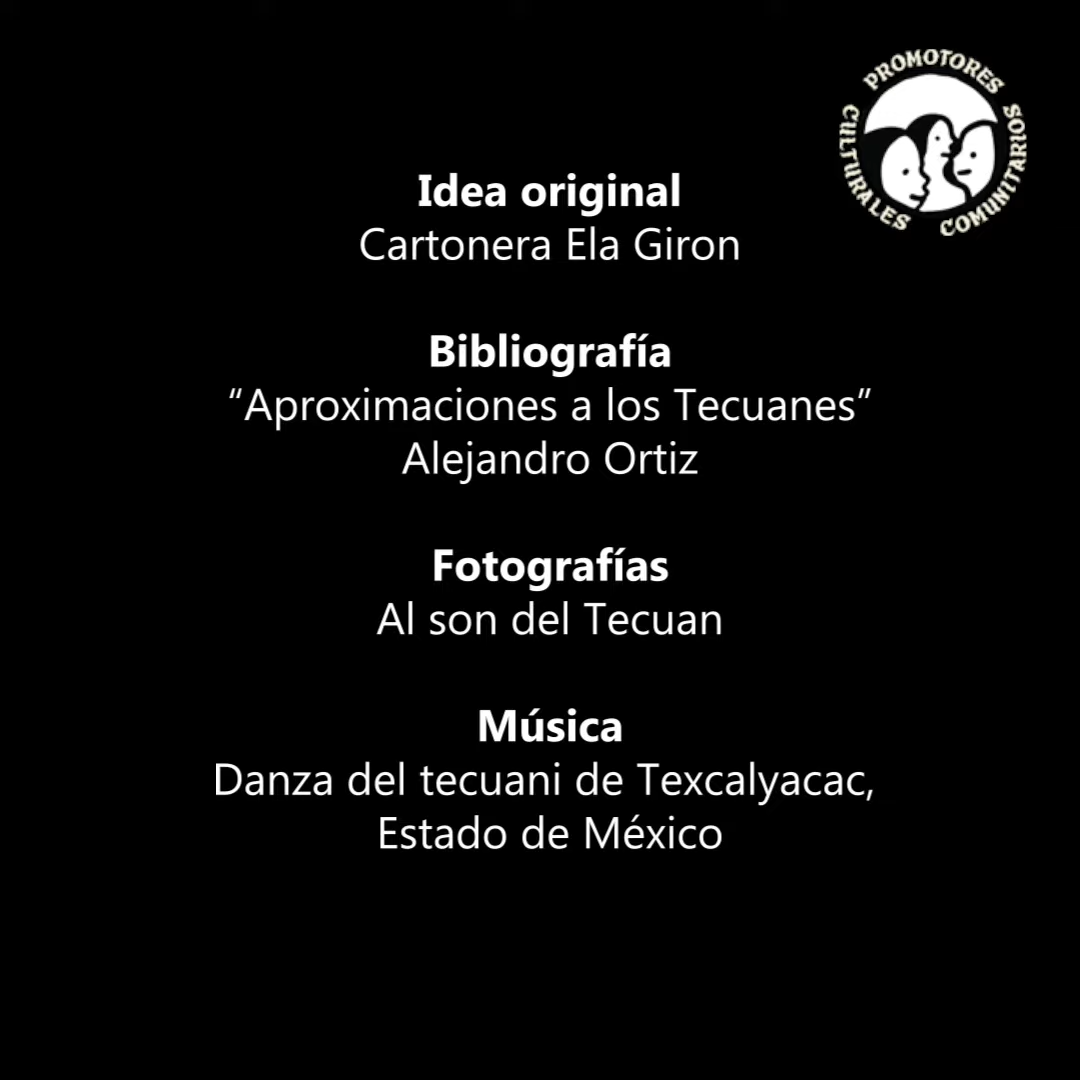 PROMOTORES
CULTURALES
COMUNITARIOS
Idea original
Cartonera Ela Giron
Bibliografía
“Aproximaciones a los Tecuanes”
Alejandro Ortiz
Fotografías
Al son del Tecuan
Música
Danza del tecuani de Texcalyacac,
Estado de México